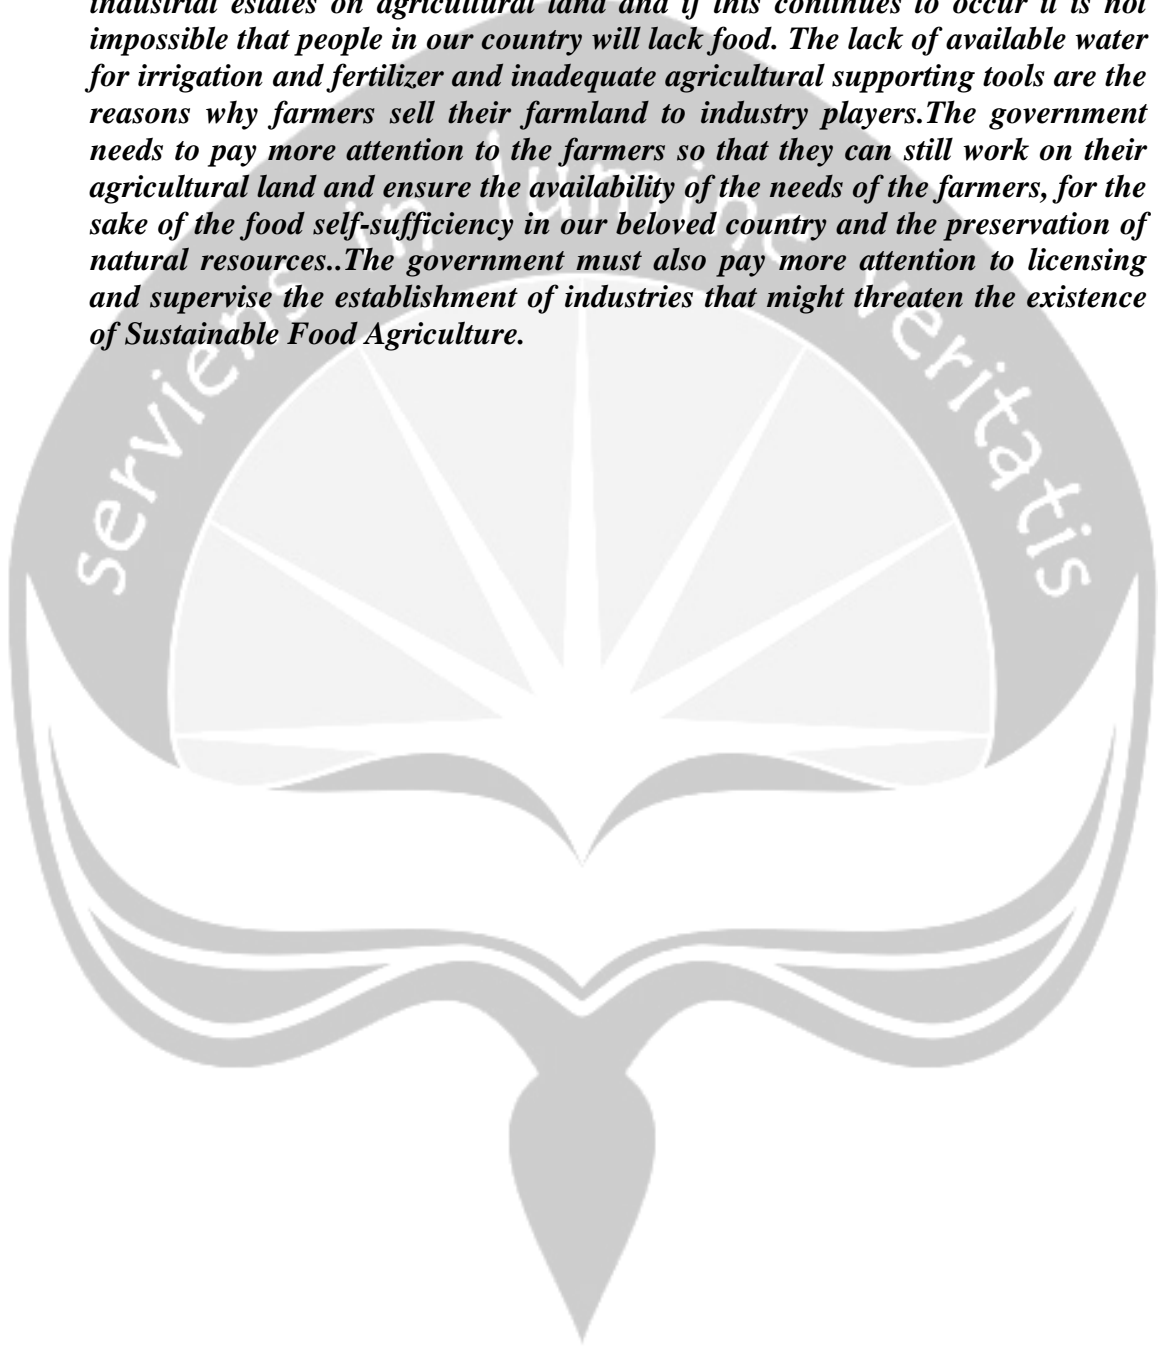 industrial estates on agricultural land and if this continues to occur it is not
impossible that people in our country will lack food. The lack of available water
for irrigation and fertilizer and inadequate agricultural supporting tools are the
reasons why farmers sell their farmland to industry players.The government
needs to pay more attention to the farmers so that they can still work on their
agricultural land and ensure the availability of the needs of the farmers, for the
sake of the food self-sufficiency in our beloved country and the preservation of
natural resources..The government must also pay more attention to licensing
and supervise the establishment of industries that might threaten the existence
of Sustainable Food Agriculture.
serviens in lumine veritatis